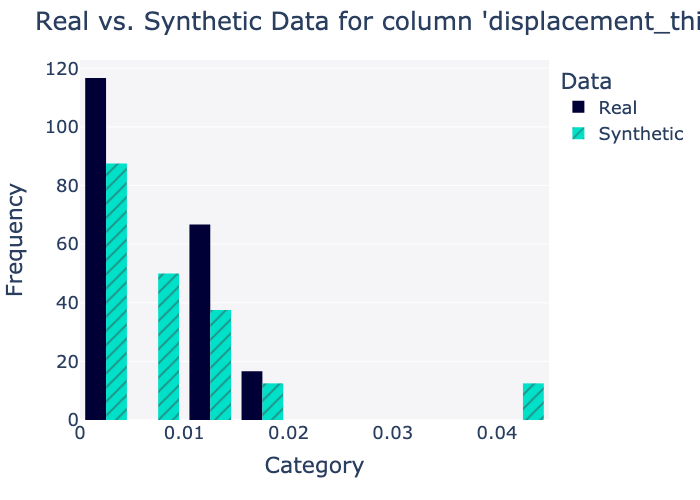 Real vs. Synthetic Data for column 'displacement_thi
120
100
80
60
40
20
0
Frequency
0
0.01
0.02
0.03
0.04
Category
Data
Real
Synthetic